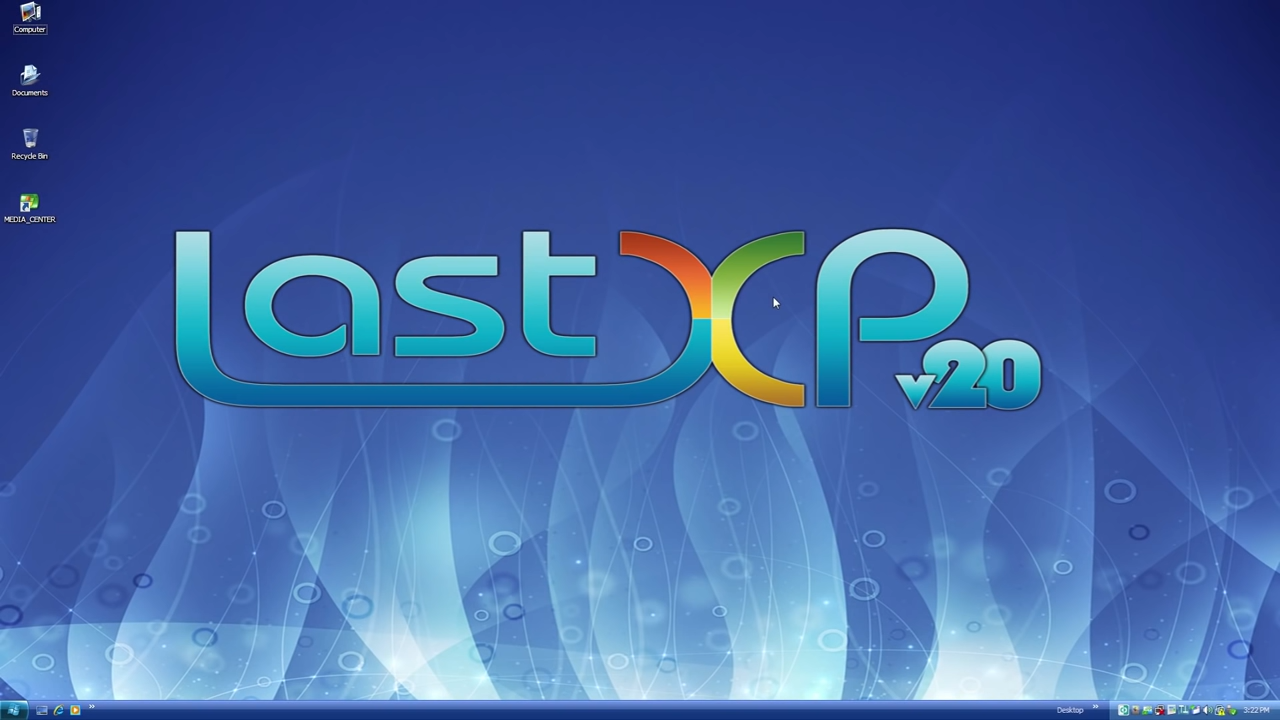 Computer
Documents
Recycle Bin
MEDIA_CENTER
LastXP
v20
Desktop
3:22 PM